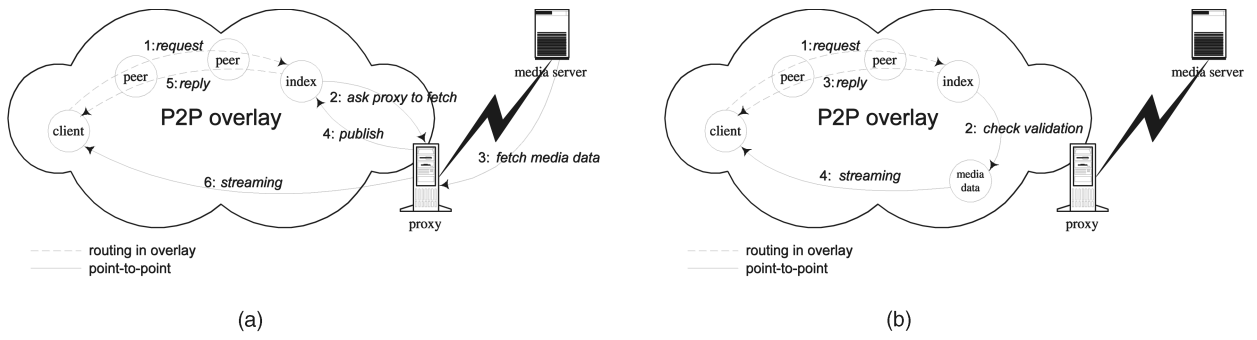 1: request
peer
peer
5: reply
index
media server
2: ask proxy to fetch
P2P overlay
client
4: publish
3: fetch media data
6: streaming
proxy
routing in overlay
point-to-point
(a)
1: request
peer
peer
3: reply
index
media server
P2P overlay
client
2: check validation
4: streaming
media
data
proxy
routing in overlay
point-to-point
(b)